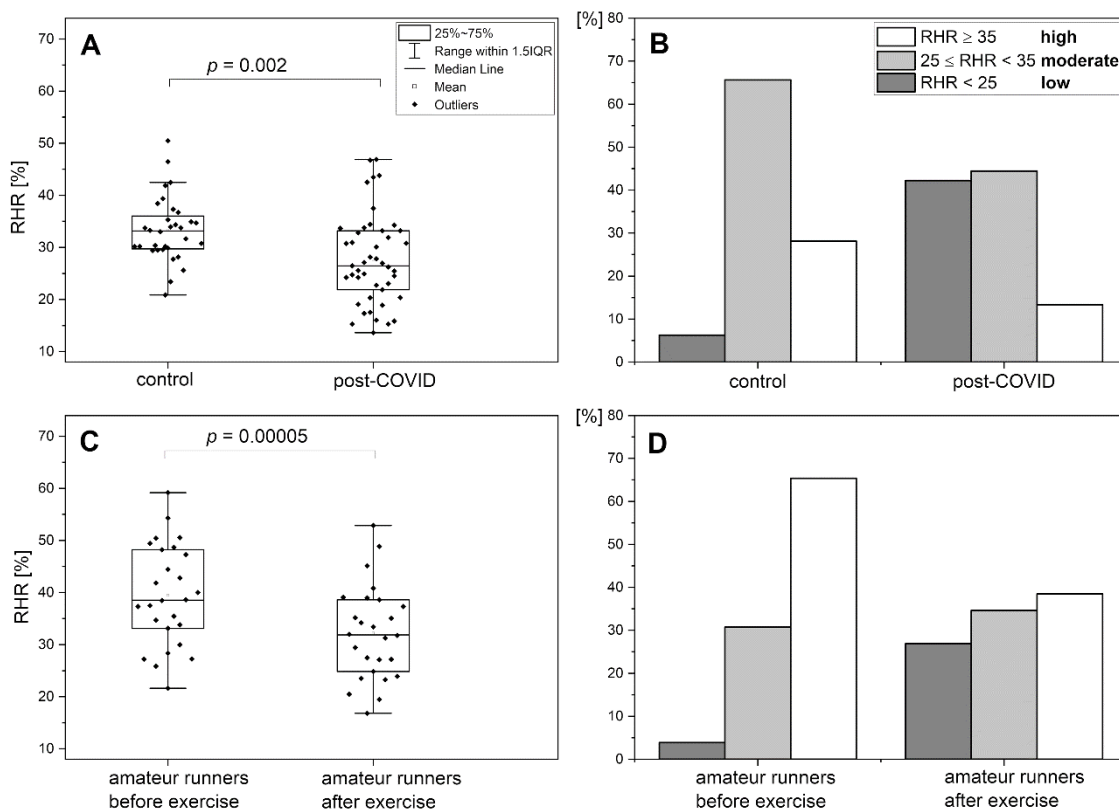 A
25%~75%
Range within 1.5IQR
Median Line
Mean
Outliers
p = 0.002
RHR [%]
70
60
50
40
30
20
10
control
post-COVID
[%]
B
RHR ≥ 35 high
25 ≤ RHR < 35 moderate
RHR < 25 low
80
70
60
50
40
30
20
10
0
control
post-COVID
C
p = 0.00005
RHR [%]
70
60
50
40
30
20
10
amateur runners
before exercise
amateur runners
after exercise
[%]
D
80
70
60
50
40
30
20
10
0
amateur runners
before exercise
amateur runners
after exercise